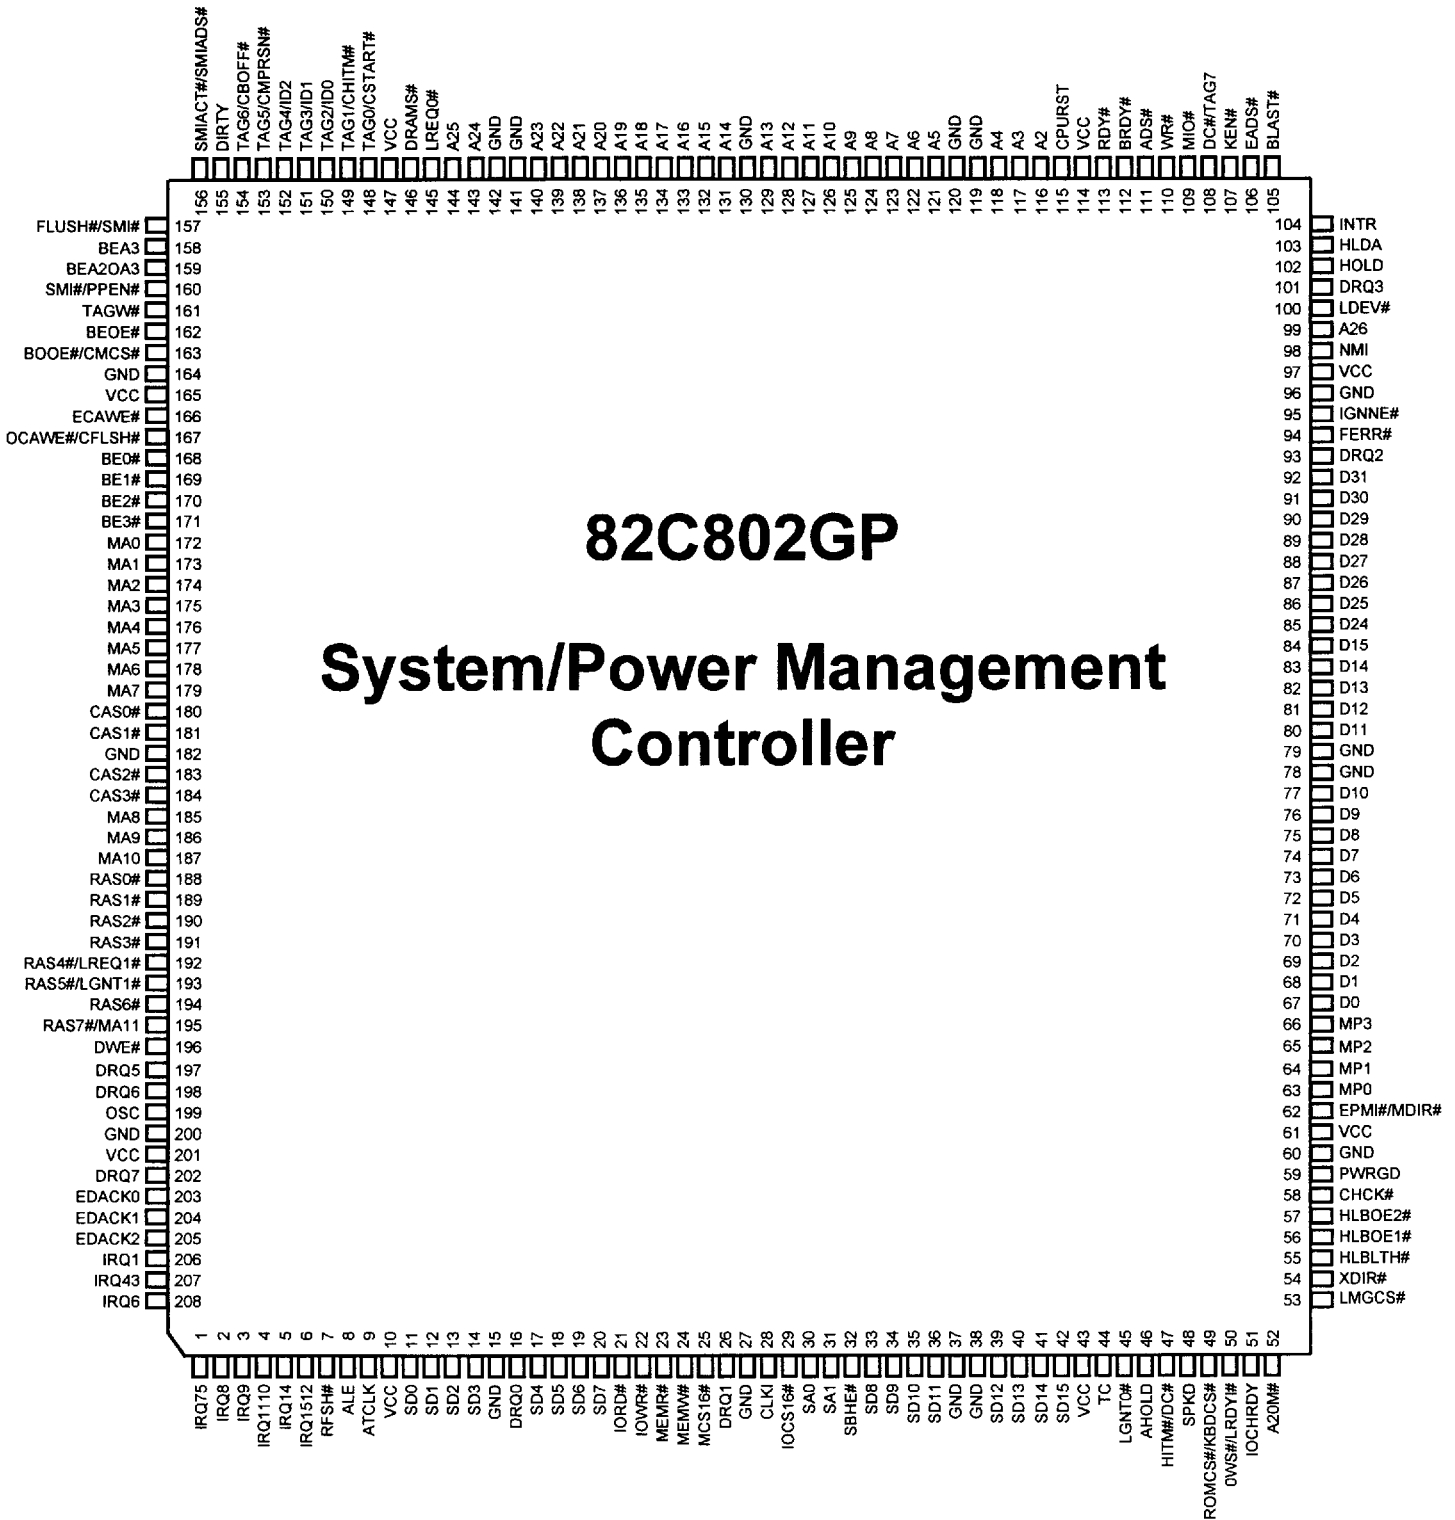 SMIACT#/SMIADS#
DIRTY
TAG6/CBOFF#
TAG5/CMPRSN#
TAG4/ID2
TAG3/ID1
TAG2/ID0
TAG1/CHITM#
TAG0/CSTART#
VCC
DRAMS#
LREQ0#
A25
A24
GND
GND
A23
A22
A21
A20
A19
A18
A17
A16
A15
A14
GND
A13
A12
A11
A10
A9
A8
A7
A6
A5
GND
GND
A4
A3
A2
CPURST
VCC
RDY#
BRDY#
ADS#
WR#
MIO#
DC#/TAG7
KEN#
EADS#
BLAST#
156
155
154
153
152
151
150
149
148
147
146
145
144
143
142
141
140
139
138
137
136
135
134
133
132
131
130
129
128
127
126
125
124
123
122
121
120
119
118
117
116
115
114
113
112
111
110
109
108
107
106
105
FLUSH#/SMI# 157
BEA3 158
BEA2OA3 159
SMI#/PPEN# 160
TAGW# 161
BEOE# 162
BOOE#/CMCS# 163
GND 164
VCC 165
ECAWE# 166
OCAWE#/CFLSH# 167
BE0# 168
BE1# 169
BE2# 170
BE3# 171
MA0 172
MA1 173
MA2 174
MA3 175
MA4 176
MA5 177
MA6 178
MA7 179
CAS0# 180
CAS1# 181
GND 182
CAS2# 183
CAS3# 184
MA8 185
MA9 186
MA10 187
RAS0# 188
RAS1# 189
RAS2# 190
RAS3# 191
RAS4#/LREQ1# 192
RAS5#/LGNT1# 193
RAS6# 194
RAS7#/MA11 195
DWE# 196
DRQ5 197
DRQ6 198
OSC 199
GND 200
VCC 201
DRQ7 202
EDACK0 203
EDACK1 204
EDACK2 205
IRQ1 206
IRQ43 207
IRQ6 208
82C802GP
System/Power Management
Controller
104 INTR
103 HLDA
102 HOLD
101 DRQ3
100 LDEV#
99 A26
98 NMI
97 VCC
96 GND
95 IGNNE#
94 FERR#
93 DRQ2
92 D31
91 D30
90 D29
89 D28
88 D27
87 D26
86 D25
85 D24
84 D15
83 D14
82 D13
81 D12
80 D11
79 GND
78 GND
77 D10
76 D9
75 D8
74 D7
73 D6
72 D5
71 D4
70 D3
69 D2
68 D1
67 D0
66 MP3
65 MP2
64 MP1
63 MP0
62 EPMI#/MDIR#
61 VCC
60 GND
59 PWRGD
58 CHCK#
57 HLBOE2#
56 HLBOE1#
55 HLBLTH#
54 XDIR#
53 LMGCS#
1
2
3
4
5
6
7
8
9
10
11
12
13
14
15
16
17
18
19
20
21
22
23
24
25
26
27
28
29
30
31
32
33
34
35
36
37
38
39
40
41
42
43
44
45
46
47
48
49
50
51
52
IRQ75
IRQ8
IRQ9
IRQ1110
IRQ14
IRQ1512
RFSH#
ALE
ATCLK
VCC
SD0
SD1
SD2
SD3
GND
DRQ0
SD4
SD5
SD6
SD7
IORD#
IOWR#
MEMR#
MEMW#
MCS16#
DRQ1
GND
CLKI
IOCS16#
SA0
SA1
SBHE#
SD8
SD9
SD10
SD11
GND
GND
SD12
SD13
SD14
SD15
VCC
TC
LGNT0#
AHOLD
HITM#/DC#
SPKD
ROMCS#/KBDCS#
0WS#/LRDYI#
IOCHRDY
A20M#